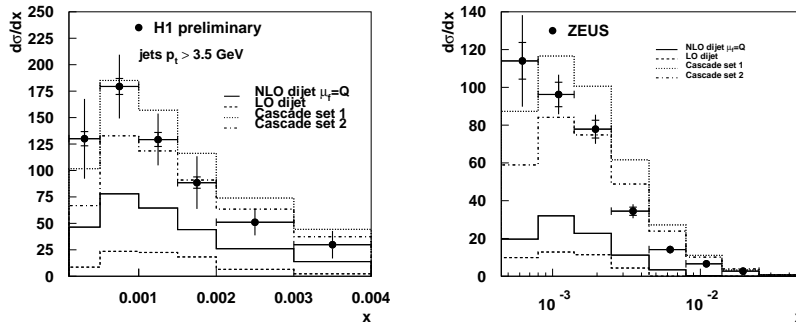 dσ/dx
250
225
200
175
150
125
100
75
50
25
0
H1 preliminary
jets p_t > 3.5 GeV
NLO dijet μ_f=Q
LO dijet
Cascade set 1
Cascade set 2
0.001 0.002 0.003 0.004
x
dσ/dx
140
120
100
80
60
40
20
0
ZEUS
NLO dijet μ_f=Q
LO dijet
Cascade set 1
Cascade set 2
10^-3 10^-2